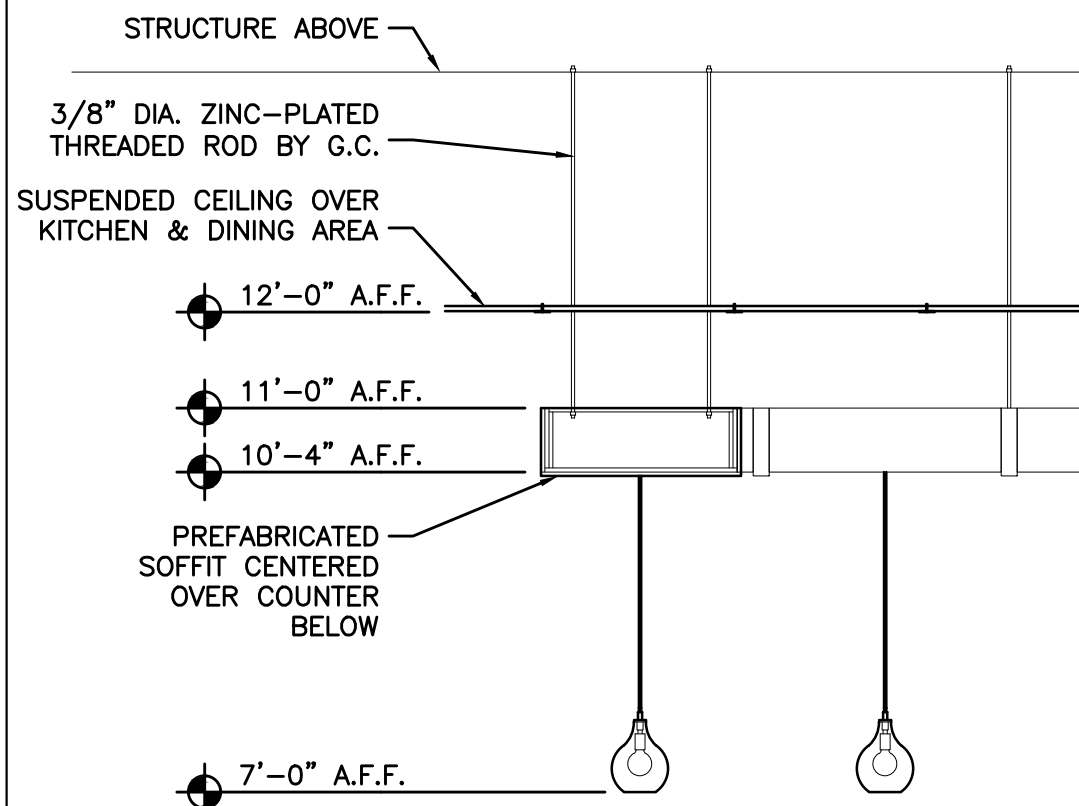 STRUCTURE ABOVE
3/8" DIA. ZINC-PLATED
THREADED ROD BY G.C.
SUSPENDED CEILING OVER
KITCHEN & DINING AREA
12'-0" A.F.F.
11'-0" A.F.F.
10'-4" A.F.F.
PREFABRICATED
SOFFIT CENTERED
OVER COUNTER
BELOW
7'-0" A.F.F.